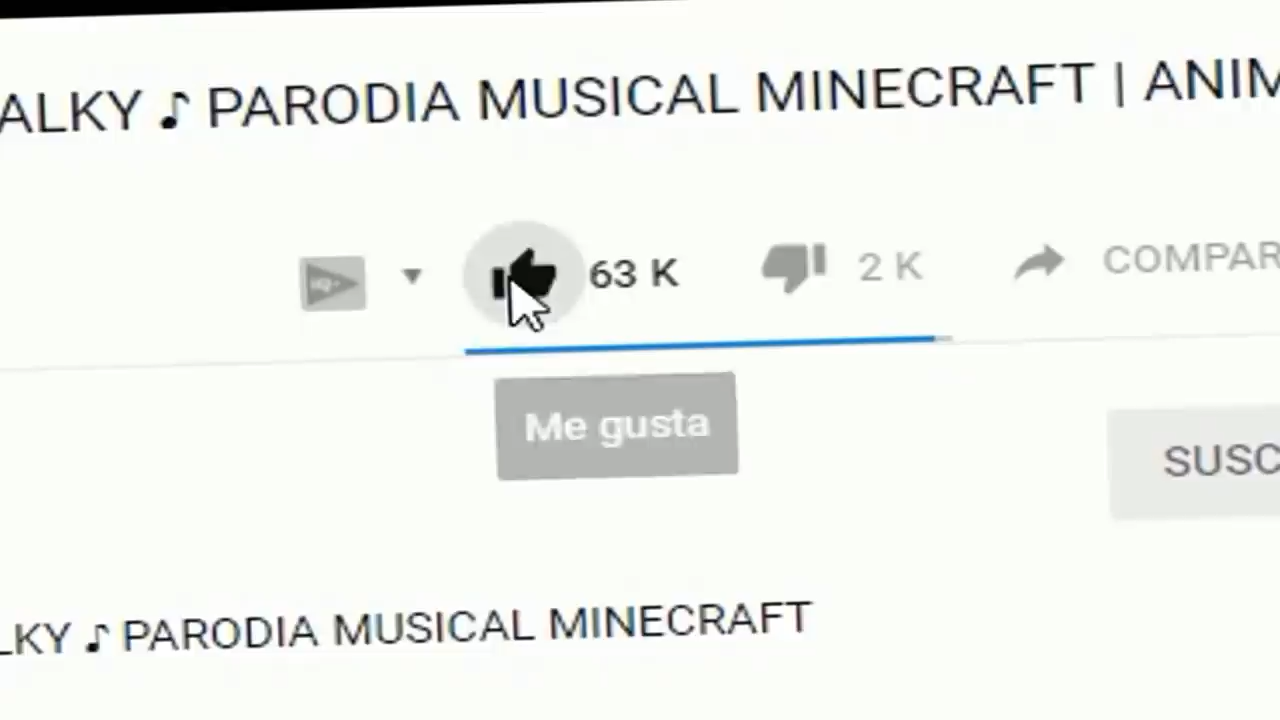 ALKY ♪ PARODIA MUSICAL MINECRAFT | ANIM
63 K 2 K COMPAR
Me gusta
SUSC
LKY ♪ PARODIA MUSICAL MINECRAFT